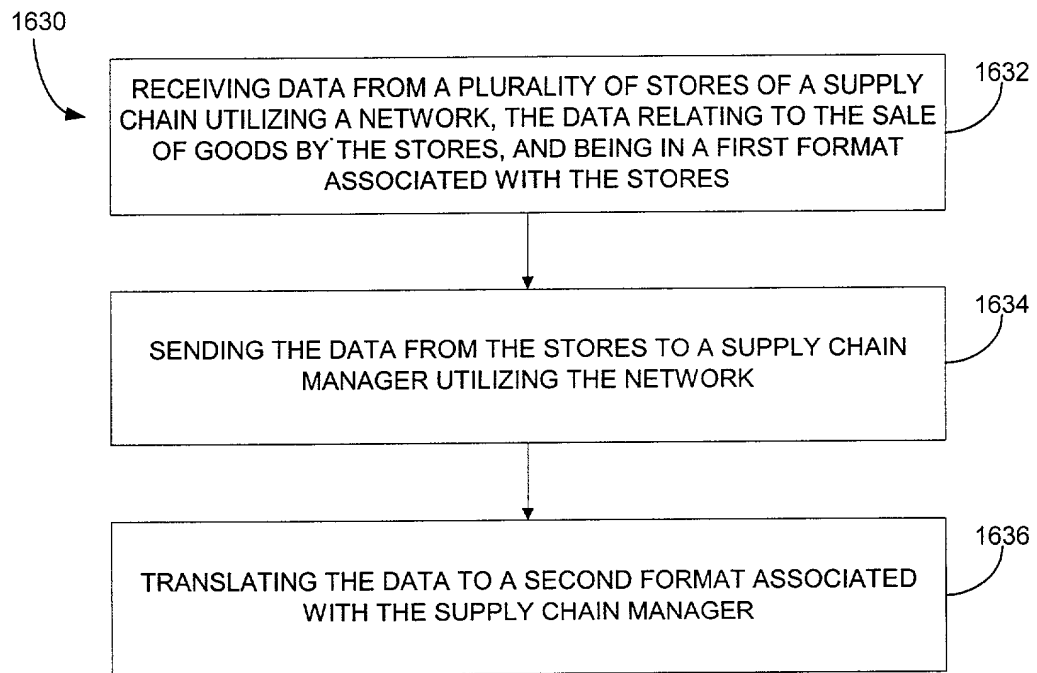 1630
1632
RECEIVING DATA FROM A PLURALITY OF STORES OF A SUPPLY
CHAIN UTILIZING A NETWORK, THE DATA RELATING TO THE SALE
OF GOODS BY THE STORES, AND BEING IN A FIRST FORMAT
ASSOCIATED WITH THE STORES
1634
SENDING THE DATA FROM THE STORES TO A SUPPLY CHAIN
MANAGER UTILIZING THE NETWORK
1636
TRANSLATING THE DATA TO A SECOND FORMAT ASSOCIATED
WITH THE SUPPLY CHAIN MANAGER